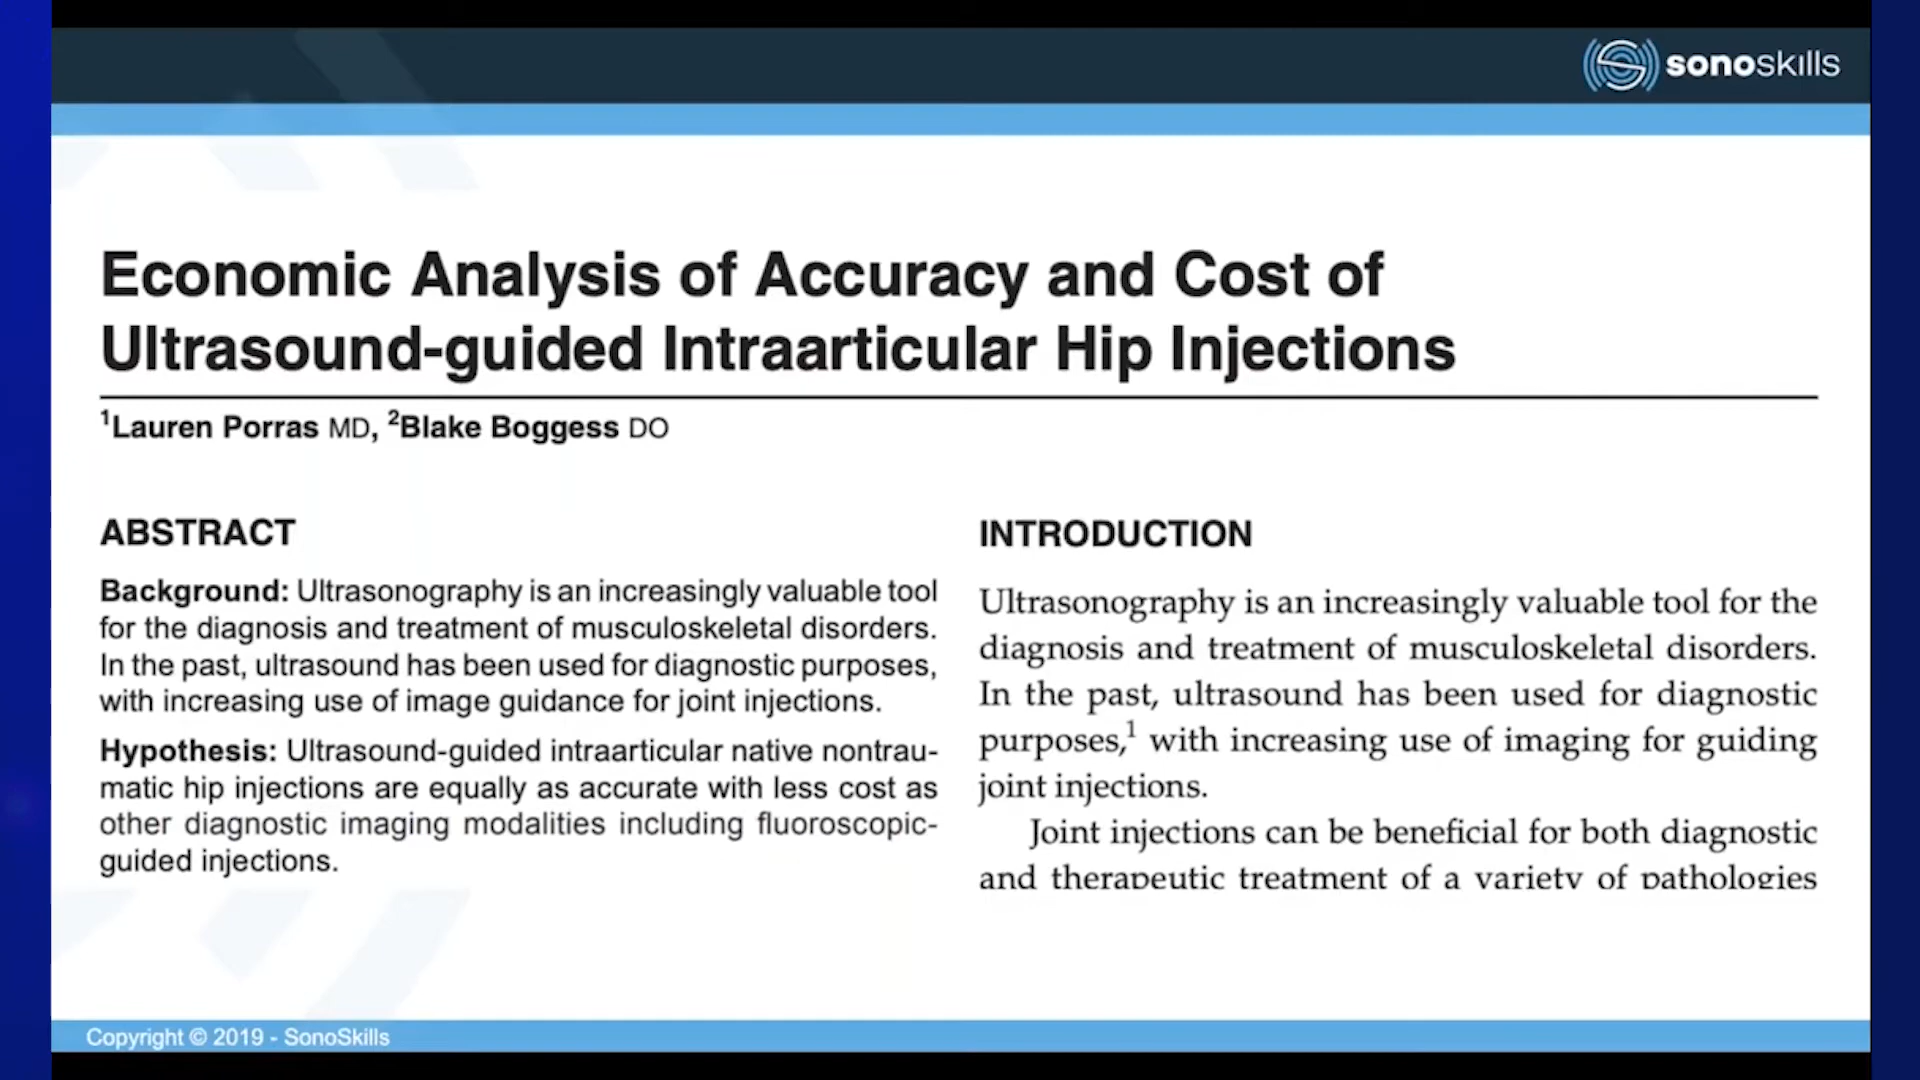 sonoskills
Economic Analysis of Accuracy and Cost of
Ultrasound-guided Intraarticular Hip Injections
¹Lauren Porras MD, ²Blake Boggess DO
ABSTRACT
Background: Ultrasonography is an increasingly valuable tool
for the diagnosis and treatment of musculoskeletal disorders.
In the past, ultrasound has been used for diagnostic purposes,
with increasing use of image guidance for joint injections.
Hypothesis: Ultrasound-guided intraarticular native nontrau-
matic hip injections are equally as accurate with less cost as
other diagnostic imaging modalities including fluoroscopic-
guided injections.
INTRODUCTION
Ultrasonography is an increasingly valuable tool for the
diagnosis and treatment of musculoskeletal disorders.
In the past, ultrasound has been used for diagnostic
purposes,¹ with increasing use of imaging for guiding
joint injections.
Joint injections can be beneficial for both diagnostic
and therapeutic treatment of a variety of pathologies
Copyright © 2019 - SonoSkills